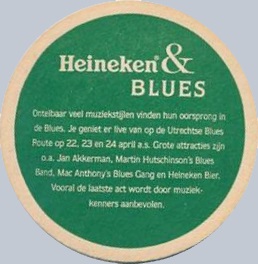 Heineken® &
BLUES
Ontelbaar veel muziekstijlen vinden hun oorsprong in
de Blues. Je geniet er live van op de Utrechtse Blues
Route op 22, 23 en 24 april a.s. Grote attracties zijn
o.a. Jan Akkerman, Martin Hutschinson's Blues
Band, Mac Anthony's Blues Gang en Heineken Bier.
Vooral de laatste act wordt door muziek-
kenners aanbevolen.